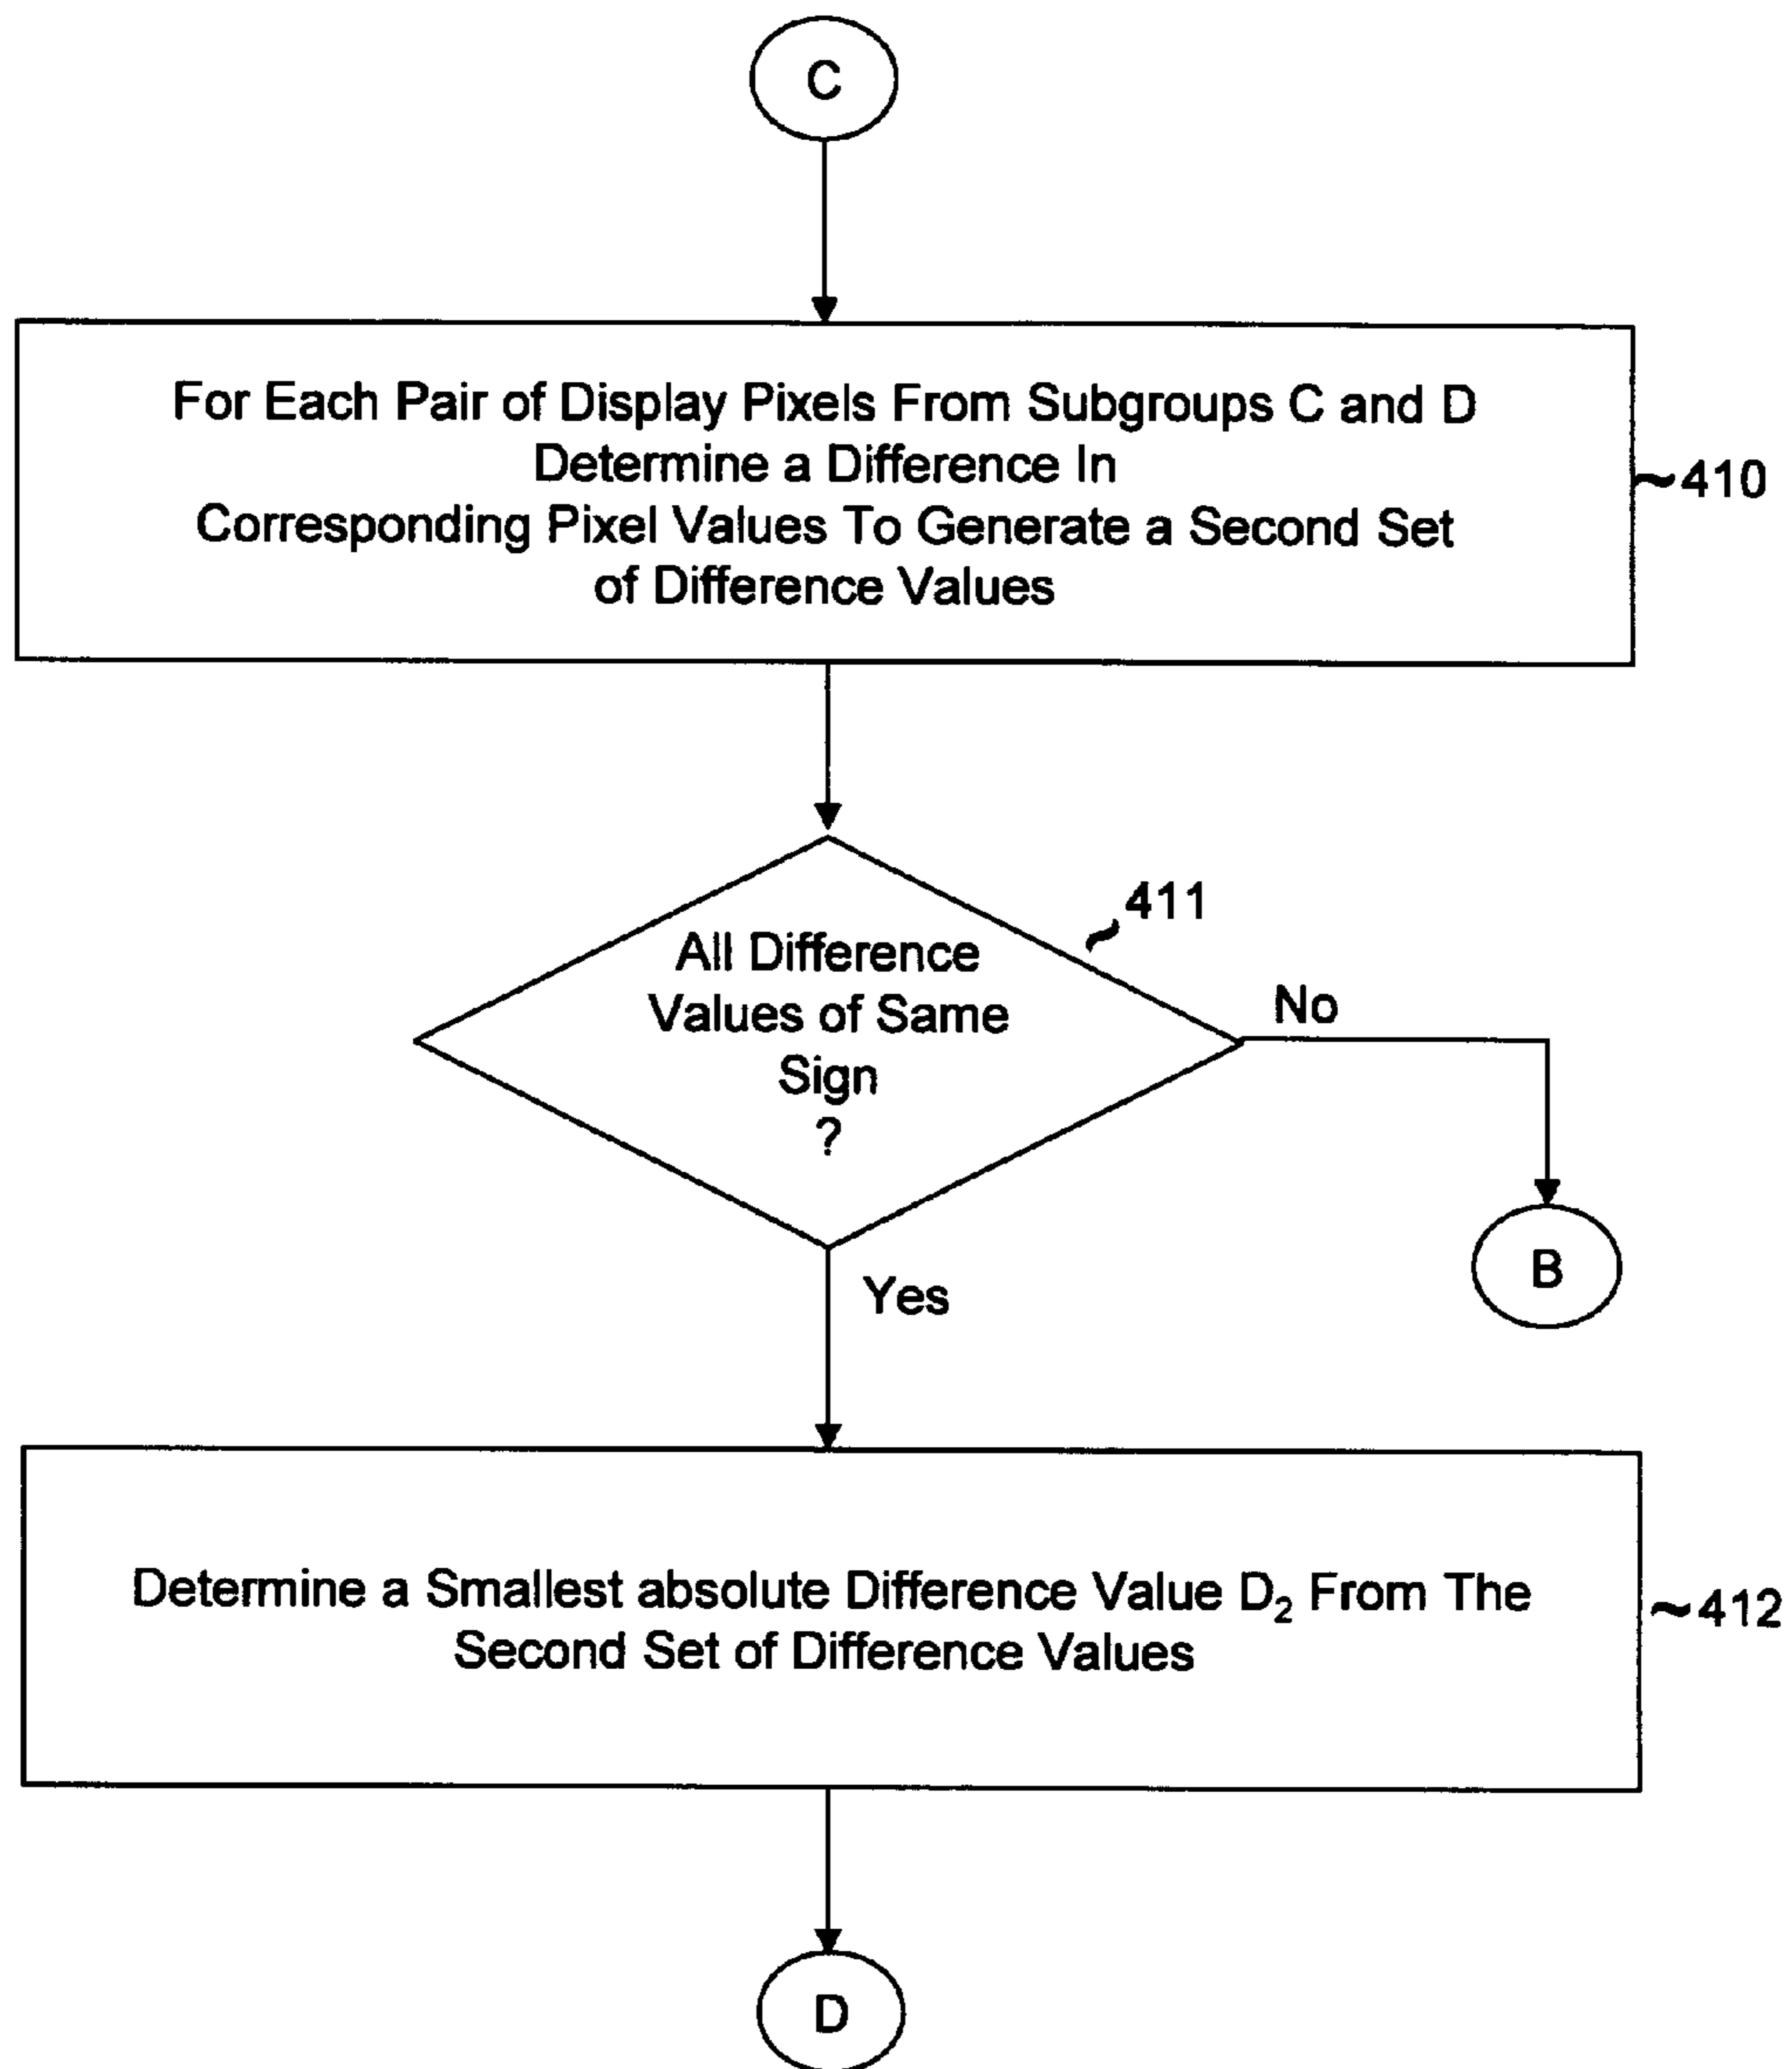 C
For Each Pair of Display Pixels From Subgroups C and D
Determine a Difference In
Corresponding Pixel Values To Generate a Second Set
of Difference Values
~410
411
All Difference
Values of Same
Sign
?
No
B
Yes
Determine a Smallest absolute Difference Value D₂ From The
Second Set of Difference Values
~412
D